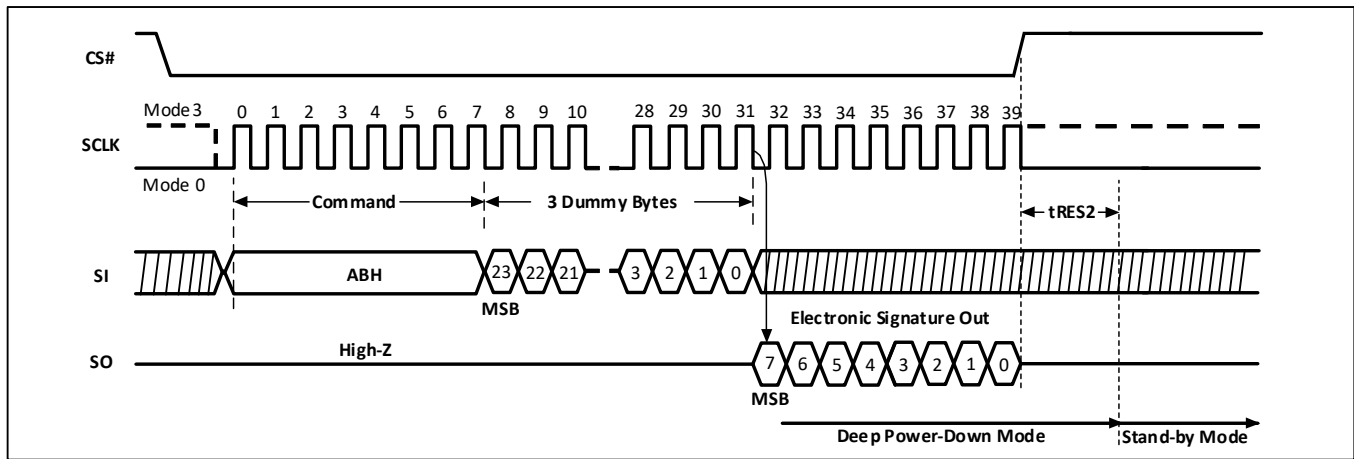 CS#
Mode 3
0 1 2 3 4 5 6 7 8 9 10 28 29 30 31 32 33 34 35 36 37 38 39
SCLK
Mode 0
Command
3 Dummy Bytes
tRES2
SI
ABH
23 22 21 3 2 1 0
MSB
Electronic Signature Out
High-Z
SO
7 6 5 4 3 2 1 0
MSB
Deep Power-Down Mode
Stand-by Mode